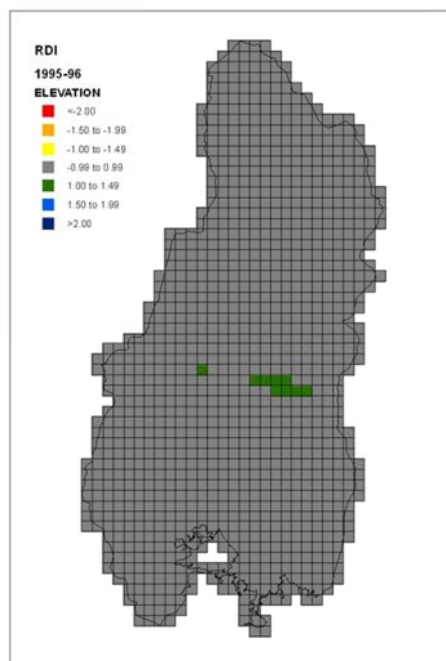 RDI
1995-96
ELEVATION
<-2.00
-1.50 to -1.99
-1.00 to -1.49
-0.99 to 0.99
1.00 to 1.49
1.50 to 1.99
>2.00